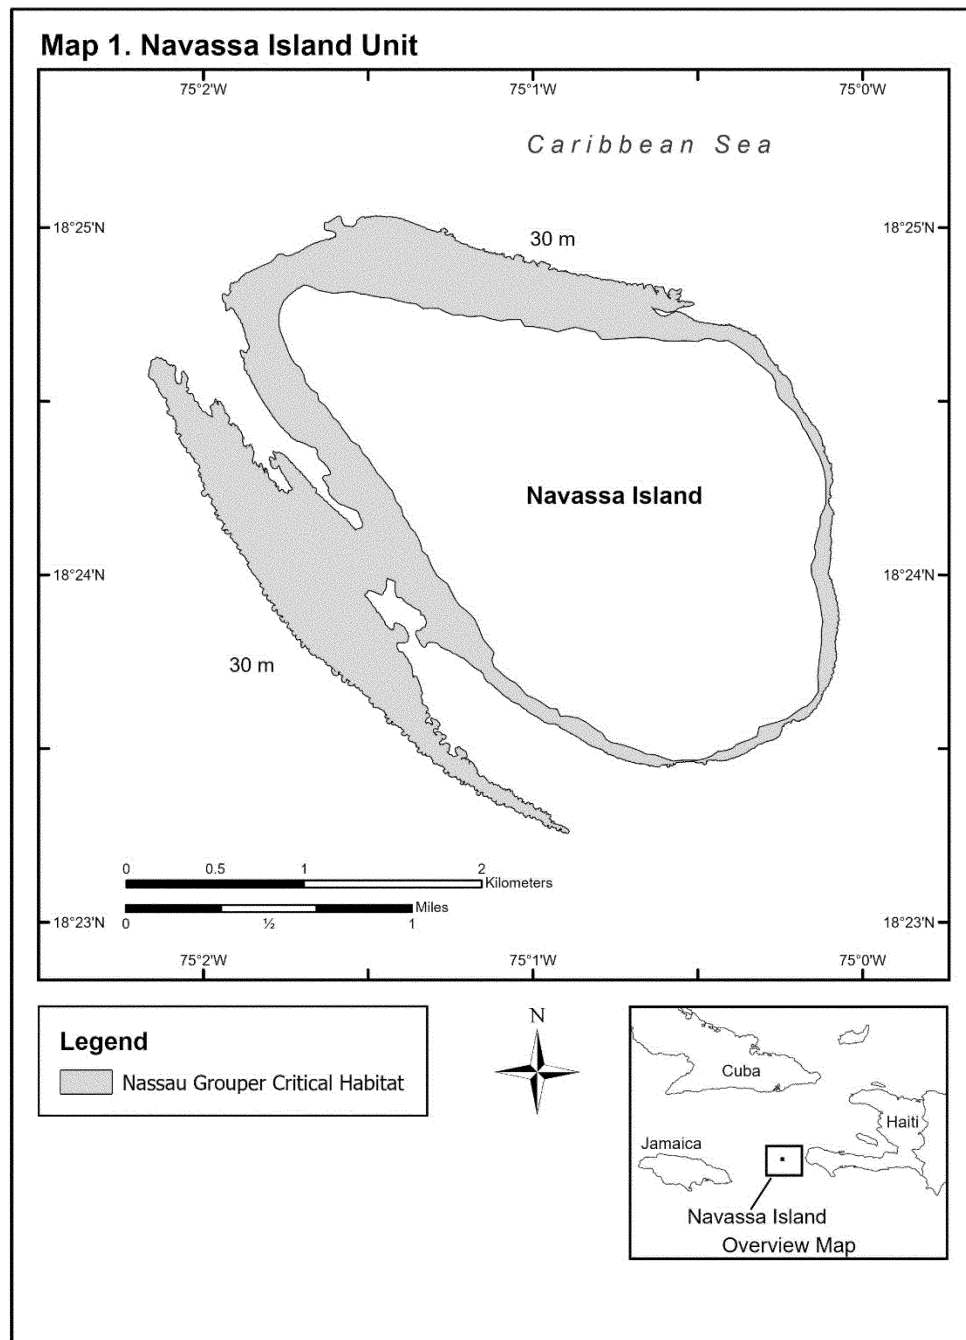 Map 1. Navassa Island Unit
75°2'W 75°1'W 75°0'W
Caribbean Sea
18°25'N 18°25'N
30 m
Navassa Island
18°24'N 18°24'N
30 m
0 0.5 1 2
Kilometers
Miles
0 ½ 1
18°23'N 18°23'N
75°2'W 75°1'W 75°0'W
Legend
Nassau Grouper Critical Habitat
N
Cuba
Haiti
Jamaica
Navassa Island
Overview Map